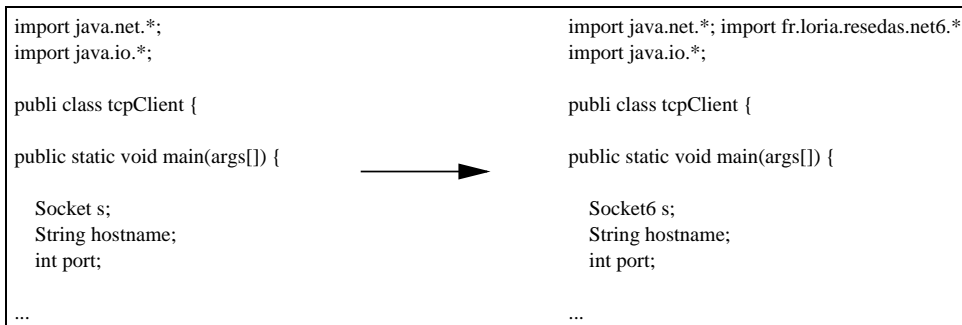 import java.net.*;
import java.io.*;
publi class tcpClient {
public static void main(args[]) {
Socket s;
String hostname;
int port;
...
import java.net.*; import fr.loria.resedas.net6.*
import java.io.*;
publi class tcpClient {
public static void main(args[]) {
Socket6 s;
String hostname;
int port;
...